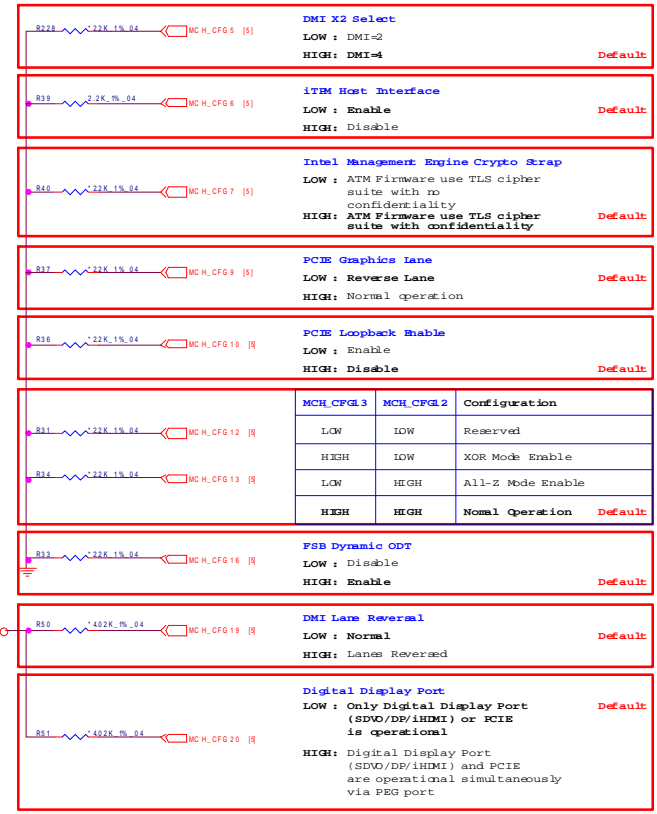 R228 *22K_1%_04 MCH_CFG5 [5]
DMI X2 Select
LOW : DMI=2
HIGH: DMI=4 Default
R39 2.2K_1%_04 MCH_CFG6 [5]
iTPM Host Interface
LOW : Enable Default
HIGH: Disable
R40 *22K_1%_04 MCH_CFG7 [5]
Intel Management Engine Crypto Strap
LOW : ATM Firmware use TLS cipher
suite with no
confidentiality
HIGH: ATM Firmware use TLS cipher Default
suite with confidentiality
R37 *22K_1%_04 MCH_CFG9 [5]
PCIE Graphics Lane
LOW : Reverse Lane Default
HIGH: Normal operation
R36 *22K_1%_04 MCH_CFG10 [5]
PCIE Loopback Enable
LOW : Enable
HIGH: Disable Default
MCH_CFG13 MCH_CFG12 Configuration
LOW LOW Reserved
R31 *22K_1%_04 MCH_CFG12 [5]
HIGH LOW XOR Mode Enable
R34 *22K_1%_04 MCH_CFG13 [5]
LOW HIGH All-Z Mode Enable
HIGH HIGH Nomal Operation Default
R33 *22K_1%_04 MCH_CFG16 [5]
FSB Dynamic ODT
LOW : Disable
HIGH: Enable Default
R50 *4.02K_1%_04 MCH_CFG19 [5]
DMI Lane Reversal
LOW : Normal Default
HIGH: Lanes Reversed
R51 *4.02K_1%_04 MCH_CFG20 [5]
Digital Display Port
LOW : Only Digital Display Port Default
(SDVO/DP/iHDMI) or PCIE
is operational
HIGH: Digital Display Port
(SDVO/DP/iHDMI) and PCIE
are operational simultaneously
via PEG port